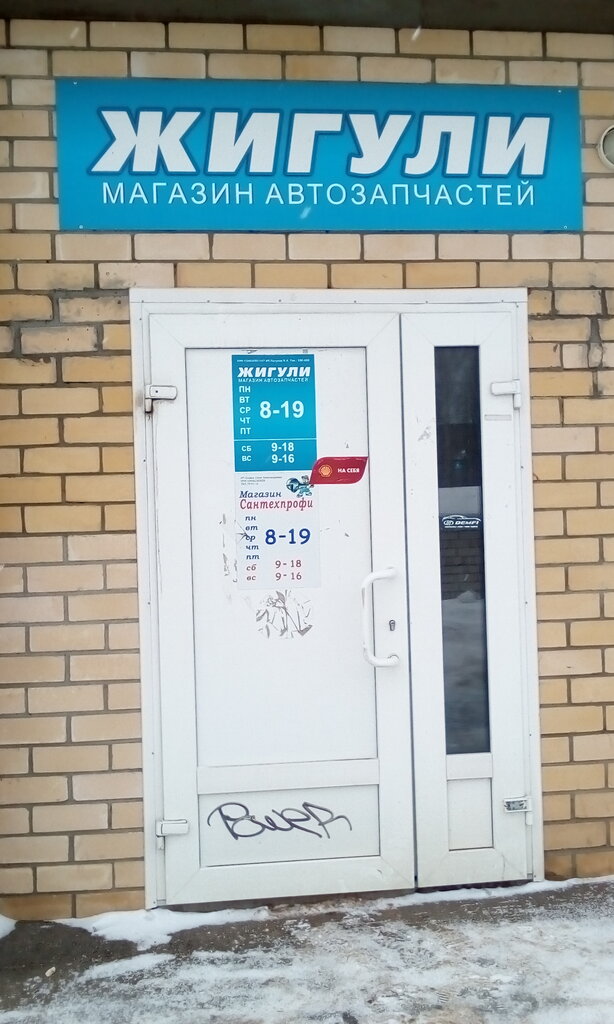 ЖИГУЛИ
МАГАЗИН АВТОЗАПЧАСТЕЙ
ЖИГУЛИ
МАГАЗИН АВТОЗАПЧАСТЕЙ
ПН
ВТ
СР 8-19
ЧТ
ПТ
СБ 9-18
ВС 9-16
НА СЕБЯ
Магазин
Сантехпрофи
пн
вт
ср 8-19
чт
пт
сб 9-18
вс 9-16